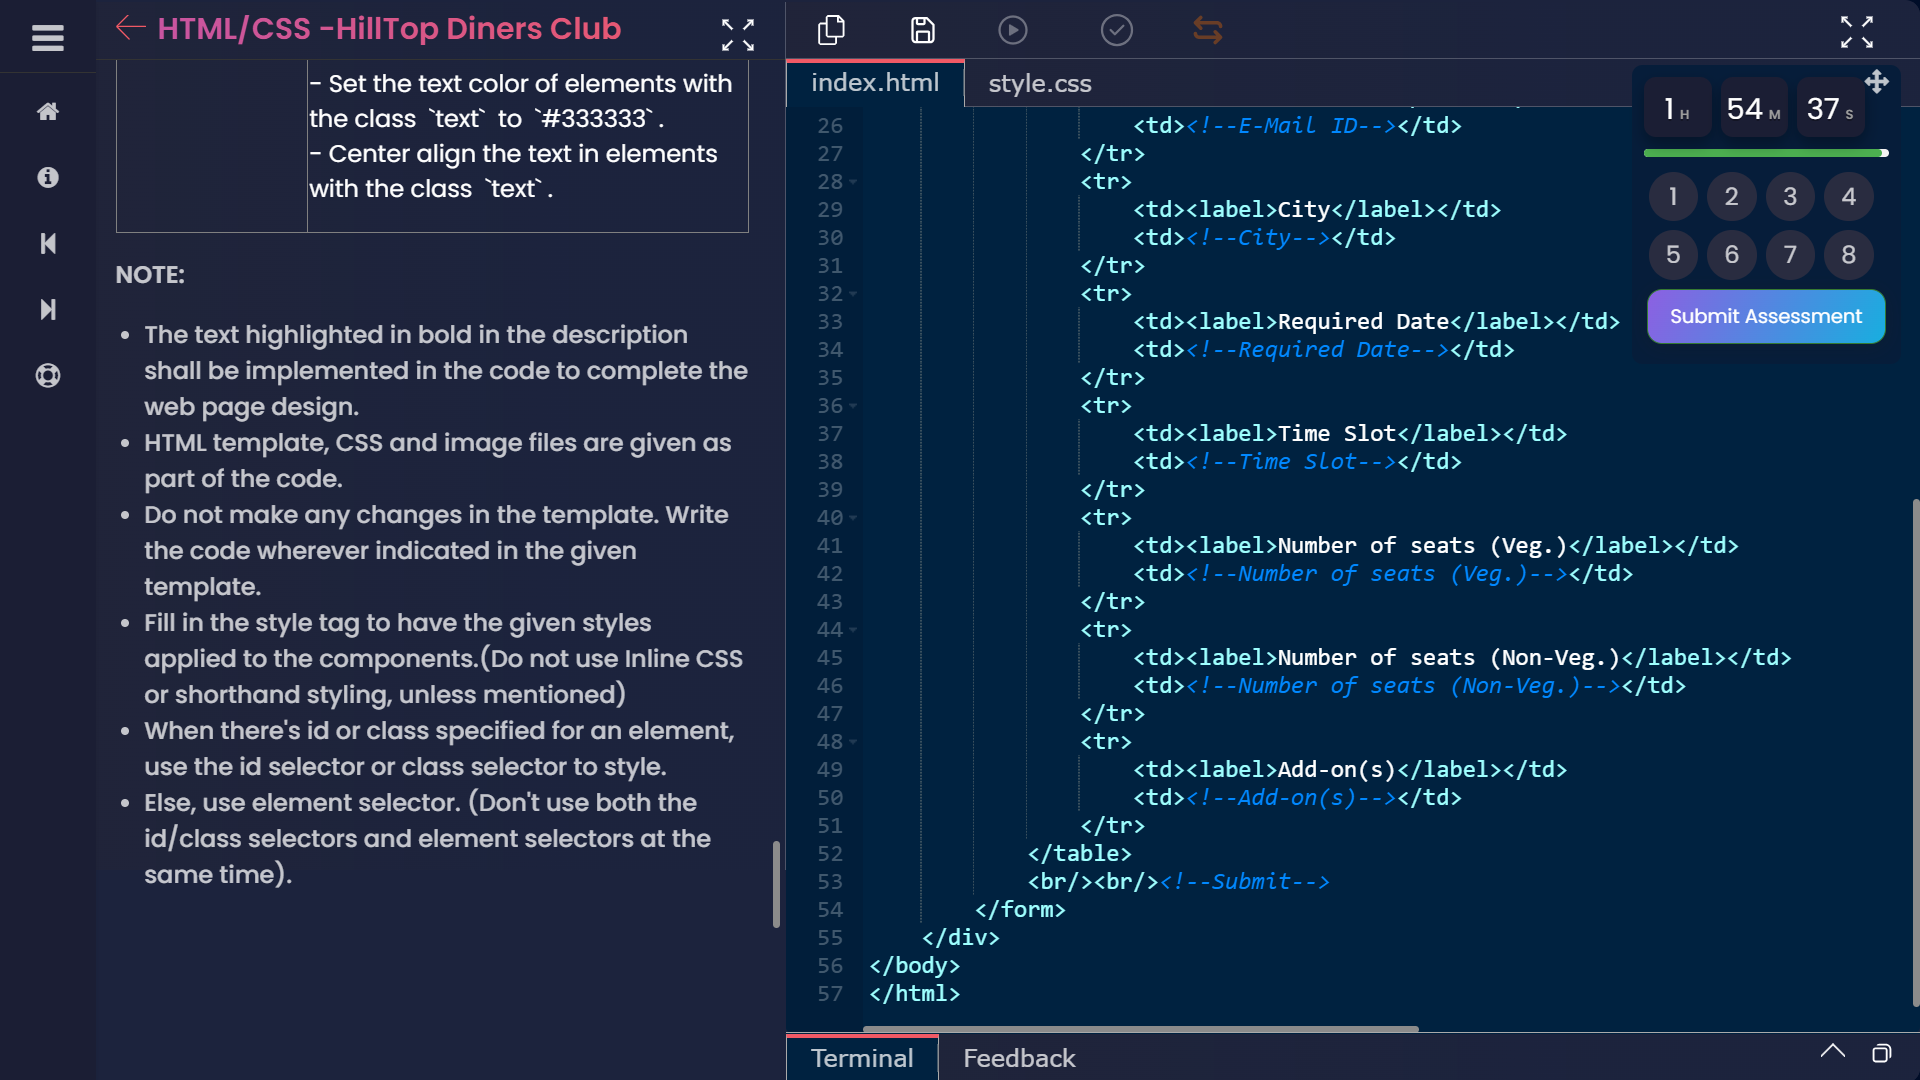 HTML/CSS -HillTop Diners Club
- Set the text color of elements with
the class `text` to `#333333`.
- Center align the text in elements
with the class `text`.
NOTE:
• The text highlighted in bold in the description
shall be implemented in the code to complete the
web page design.
• HTML template, CSS and image files are given as
part of the code.
• Do not make any changes in the template. Write
the code wherever indicated in the given
template.
• Fill in the style tag to have the given styles
applied to the components.(Do not use Inline CSS
or shorthand styling, unless mentioned)
• When there's id or class specified for an element,
use the id selector or class selector to style.
• Else, use element selector. (Don't use both the
id/class selectors and element selectors at the
same time).
index.html
style.css
26 <td><!--E-Mail ID--></td>
27 </tr>
28 <tr>
29 <td><label>City</label></td>
30 <td><!--City--></td>
31 </tr>
32 <tr>
33 <td><label>Required Date</label></td>
34 <td><!--Required Date--></td>
35 </tr>
36 <tr>
37 <td><label>Time Slot</label></td>
38 <td><!--Time Slot--></td>
39 </tr>
40 <tr>
41 <td><label>Number of seats (Veg.)</label></td>
42 <td><!--Number of seats (Veg.)--></td>
43 </tr>
44 <tr>
45 <td><label>Number of seats (Non-Veg.)</label></td>
46 <td><!--Number of seats (Non-Veg.)--></td>
47 </tr>
48 <tr>
49 <td><label>Add-on(s)</label></td>
50 <td><!--Add-on(s)--></td>
51 </tr>
52 </table>
53 <br/><br/><!--Submit-->
54 </form>
55 </div>
56 </body>
57 </html>
1 H 54 M 37 S
1 2 3 4
5 6 7 8
Submit Assessment
Terminal
Feedback